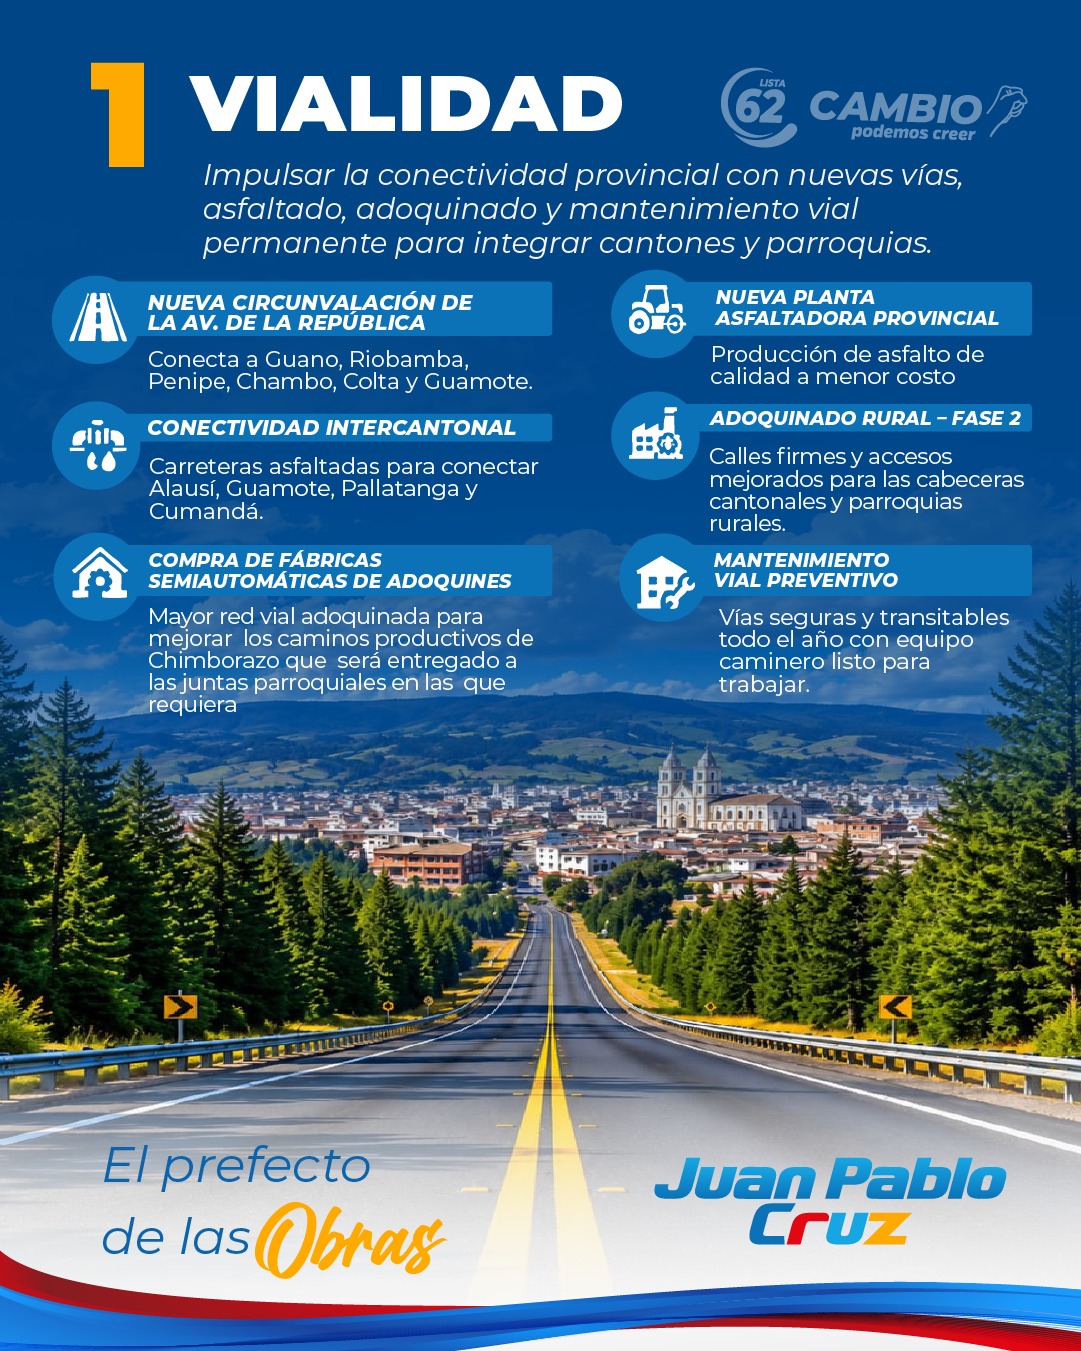 1
VIALIDAD
LISTA
62
CAMBIO
podemos creer
Impulsar la conectividad provincial con nuevas vías,
asfaltado, adoquinado y mantenimiento vial
permanente para integrar cantones y parroquias.
NUEVA CIRCUNVALACIÓN DE
LA AV. DE LA REPÚBLICA
Conecta a Guano, Riobamba,
Penipe, Chambo, Colta y Guamote.
CONECTIVIDAD INTERCANTONAL
Carreteras asfaltadas para conectar
Alausí, Guamote, Pallatanga y
Cumandá.
COMPRA DE FÁBRICAS
SEMIAUTOMÁTICAS DE ADOQUINES
Mayor red vial adoquinada para
mejorar los caminos productivos de
Chimborazo que será entregado a
las juntas parroquiales en las que
requiera
NUEVA PLANTA
ASFALTADORA PROVINCIAL
Producción de asfalto de
calidad a menor costo
ADOQUINADO RURAL – FASE 2
Calles firmes y accesos
mejorados para las cabeceras
cantonales y parroquias
rurales.
MANTENIMIENTO
VIAL PREVENTIVO
Vías seguras y transitables
todo el año con equipo
caminero listo para
trabajar.
El prefecto
de las Obras
Juan Pablo
Cruz